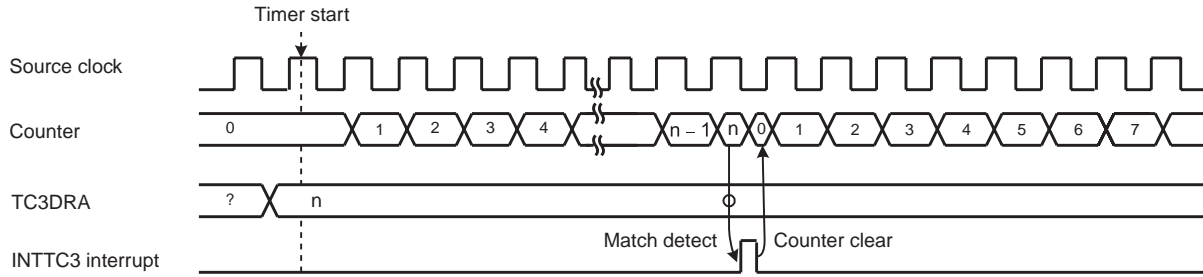 Timer start
Source clock
Counter 0 1 2 3 4 n – 1 n 0 1 2 3 4 5 6 7
TC3DRA ? n
Match detect Counter clear
INTTC3 interrupt